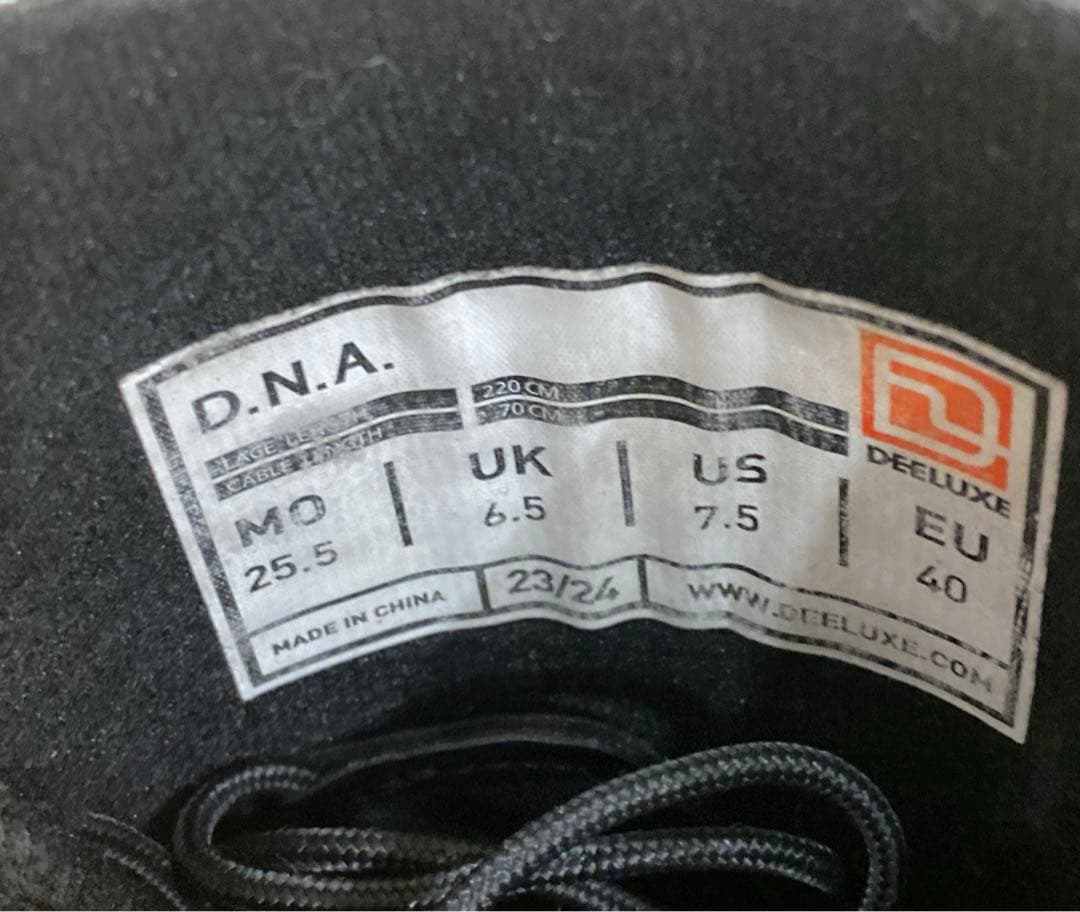 D.N.A.
LACE LENGTH 220 CM
CABLE LENGTH 70 CM
DEELUXE
MO UK US EU
25.5 6.5 7.5 40
MADE IN CHINA 23/24 WWW.DEELUXE.COM